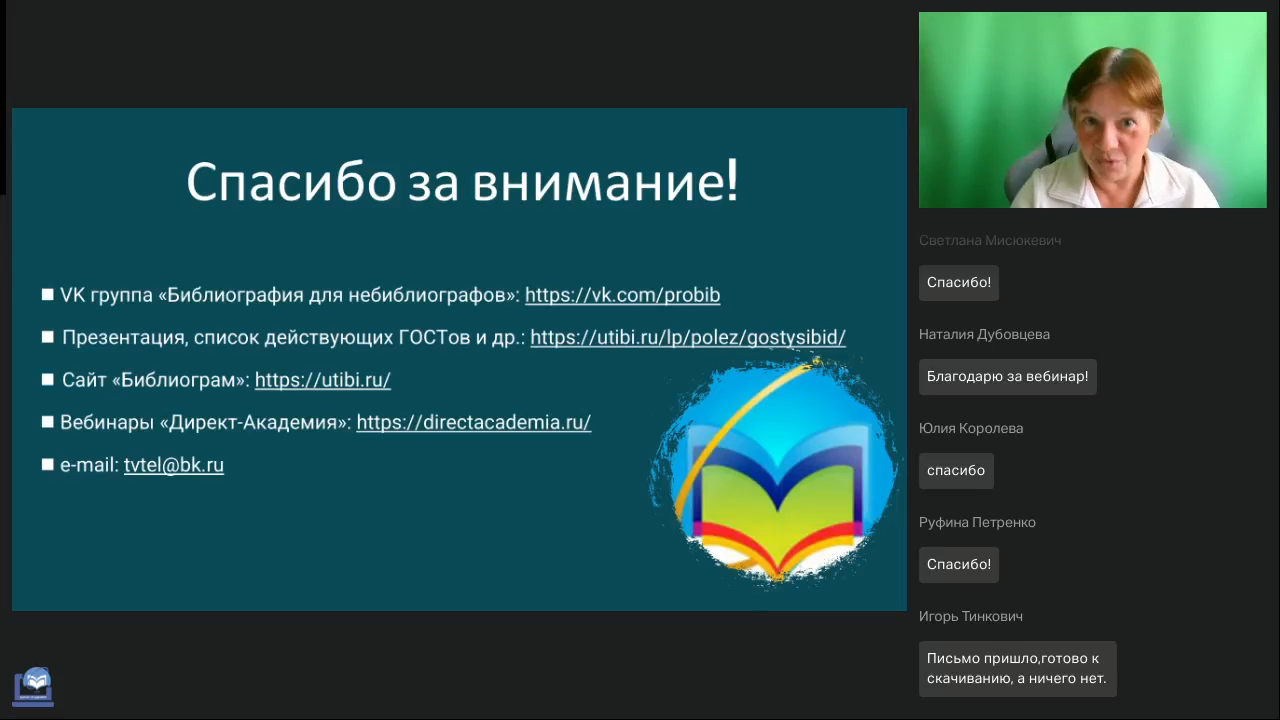 Спасибо за внимание!
VK группа «Библиография для небиблиографов»: https://vk.com/probib
Презентация, список действующих ГОСТов и др.: https://utibi.ru/lp/polez/gostysibid/
Сайт «Библиограм»: https://utibi.ru/
Вебинары «Директ-Академия»: https://directacademia.ru/
e-mail: tvtel@bk.ru
Светлана Мисюкевич
Спасибо!
Наталия Дубовцева
Благодарю за вебинар!
Юлия Королева
спасибо
Руфина Петренко
Спасибо!
Игорь Тинкович
Письмо пришло,готово к
скачиванию, а ничего нет.